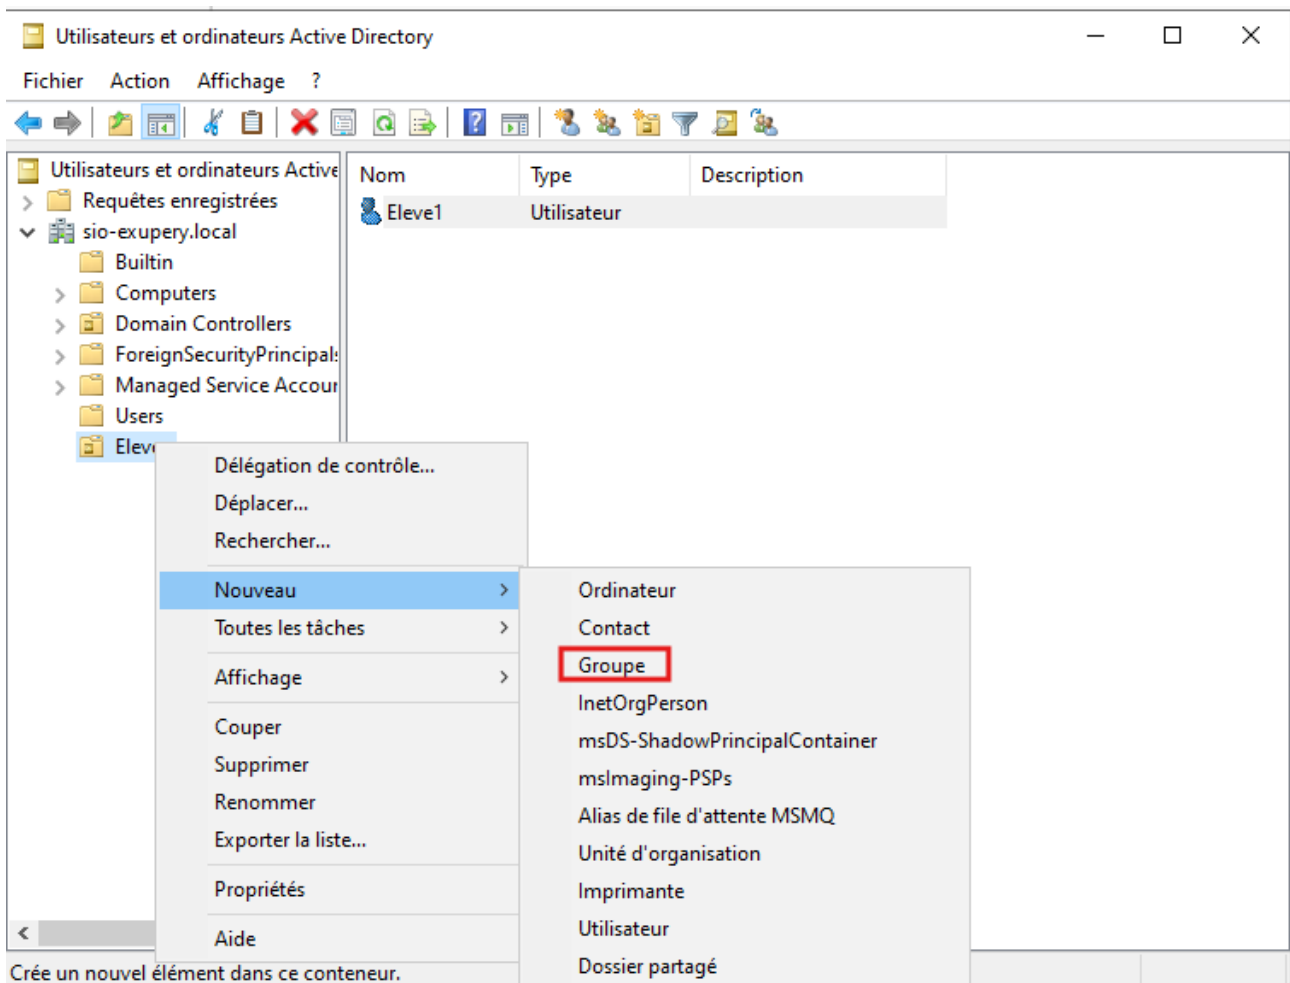 Utilisateurs et ordinateurs Active Directory
Fichier Action Affichage ?
Utilisateurs et ordinateurs Active
Requêtes enregistrées
sio-exupery.local
Builtin
Computers
Domain Controllers
ForeignSecurityPrincipals
Managed Service Accour
Users
Eleve
Nom Type Description
Eleve1 Utilisateur
Délégation de contrôle...
Déplacer...
Rechercher...
Nouveau
Toutes les tâches
Affichage
Couper
Supprimer
Renommer
Exporter la liste...
Propriétés
Aide
Ordinateur
Contact
Groupe
InetOrgPerson
msDS-ShadowPrincipalContainer
msImaging-PSPs
Alias de file d'attente MSMQ
Unité d'organisation
Imprimante
Utilisateur
Dossier partagé
Crée un nouvel élément dans ce conteneur.